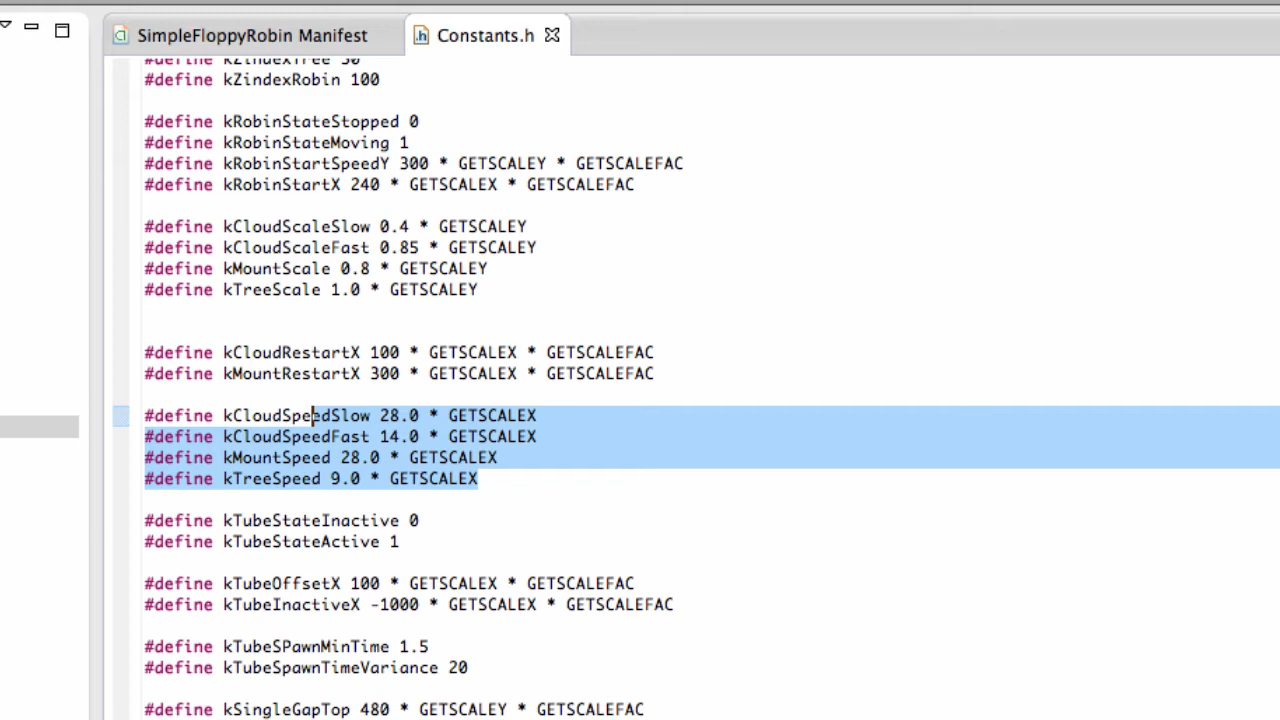 SimpleFloppyRobin Manifest
Constants.h
#define kZindexTree 50
#define kZindexRobin 100
#define kRobinStateStopped 0
#define kRobinStateMoving 1
#define kRobinStartSpeedY 300 * GETSCALEY * GETSCALEFAC
#define kRobinStartX 240 * GETSCALEX * GETSCALEFAC
#define kCloudScaleSlow 0.4 * GETSCALEY
#define kCloudScaleFast 0.85 * GETSCALEY
#define kMountScale 0.8 * GETSCALEY
#define kTreeScale 1.0 * GETSCALEY
#define kCloudRestartX 100 * GETSCALEX * GETSCALEFAC
#define kMountRestartX 300 * GETSCALEX * GETSCALEFAC
#define kCloudSpeedSlow 28.0 * GETSCALEX
#define kCloudSpeedFast 14.0 * GETSCALEX
#define kMountSpeed 28.0 * GETSCALEX
#define kTreeSpeed 9.0 * GETSCALEX
#define kTubeStateInactive 0
#define kTubeStateActive 1
#define kTubeOffsetX 100 * GETSCALEX * GETSCALEFAC
#define kTubeInactiveX -1000 * GETSCALEX * GETSCALEFAC
#define kTubeSPawnMinTime 1.5
#define kTubeSpawnTimeVariance 20
#define kSingleGapTop 480 * GETSCALEY * GETSCALEFAC